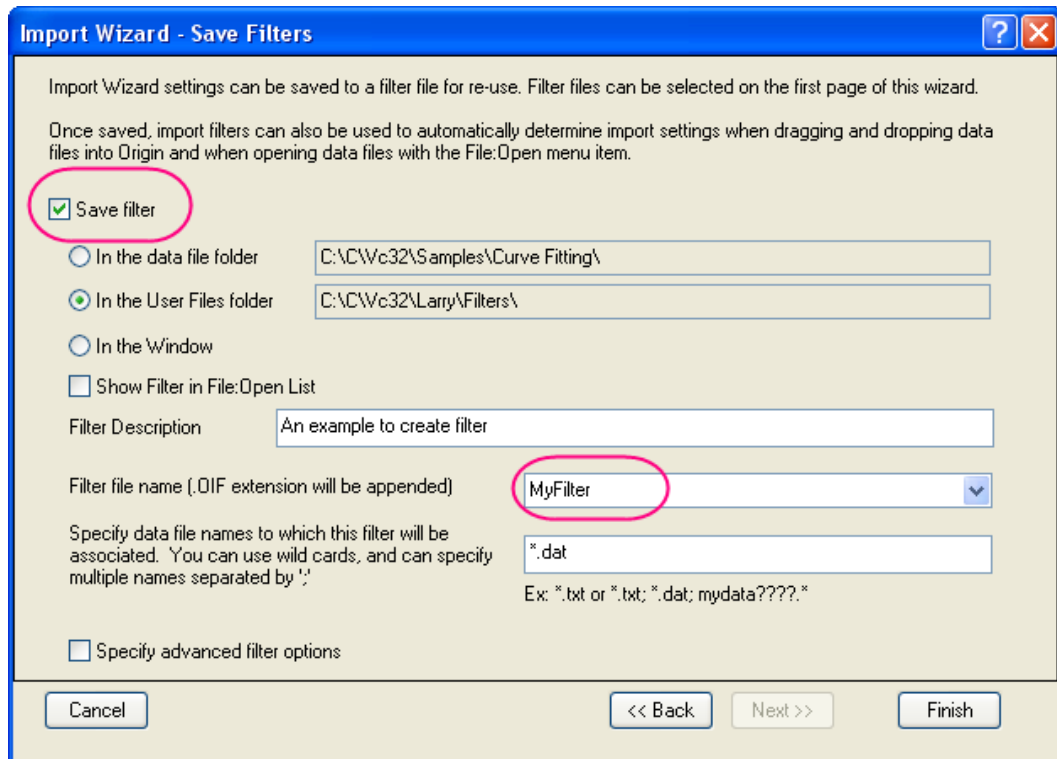 Import Wizard - Save Filters
Import Wizard settings can be saved to a filter file for re-use. Filter files can be selected on the first page of this wizard.
Once saved, import filters can also be used to automatically determine import settings when dragging and dropping data
files into Origin and when opening data files with the File:Open menu item.
Save filter
In the data file folder C:\C\Vc32\Samples\Curve Fitting\
In the User Files folder C:\C\Vc32\Larry\Filters\
In the Window
Show Filter in File:Open List
Filter Description An example to create filter
Filter file name (.OIF extension will be appended) MyFilter
Specify data file names to which this filter will be
associated. You can use wild cards, and can specify
multiple names separated by ';'
*.dat
Ex: *.txt or *.txt; *.dat; mydata????.*
Specify advanced filter options
Cancel << Back Next >> Finish